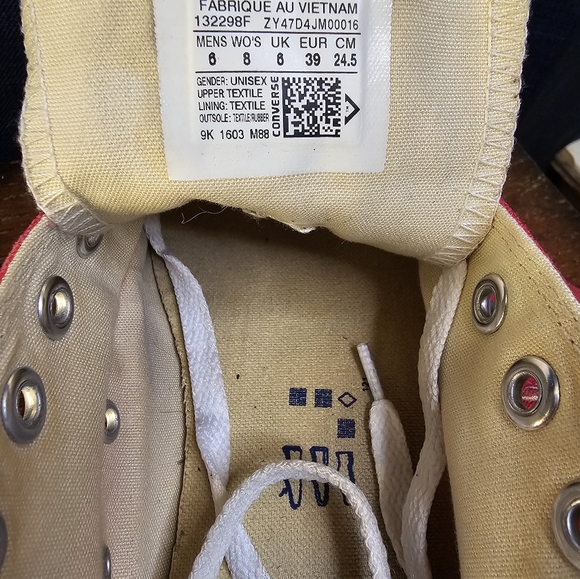 FABRIQUE AU VIETNAM
132298F ZY47D4JM00016
MENS WO'S UK EUR CM
6 8 6 39 24.5
GENDER: UNISEX
UPPER TEXTILE
LINING: TEXTILE
OUTSOLE: TEXTILE/RUBBER
9K 1603 M88
CONVERSE